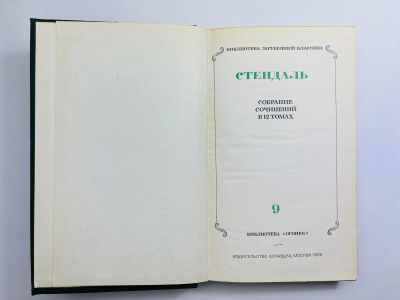 БИБЛИОТЕКА ЗАРУБЕЖНОЙ КЛАССИКИ
СТЕНДАЛЬ
СОБРАНИЕ
СОЧИНЕНИЙ
В 12 ТОМАХ
9
БИБЛИОТЕКА «ОГОНЕК»
ИЗДАТЕЛЬСТВО «ПРАВДА», МОСКВА · 1978